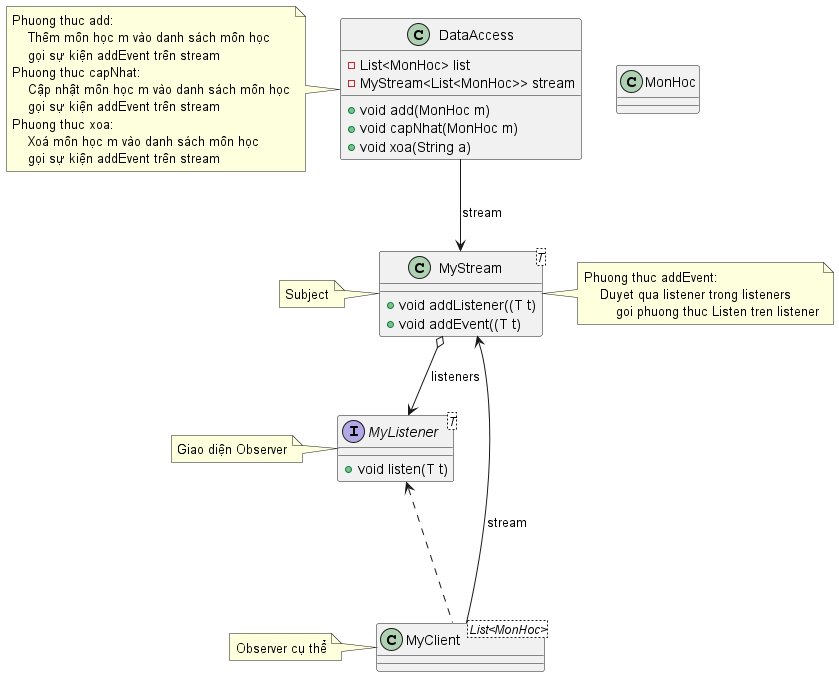 Phuong thuc add:
Thêm môn học m vào danh sách môn học
gọi sự kiện addEvent trên stream
Phuong thuc capNhat:
Cập nhật môn học m vào danh sách môn học
gọi sự kiện addEvent trên stream
Phuong thuc xoa:
Xoá môn học m vào danh sách môn học
gọi sự kiện addEvent trên stream
C DataAccess
List<MonHoc> list
MyStream<List<MonHoc>> stream
void add(MonHoc m)
void capNhat(MonHoc m)
void xoa(String a)
C MonHoc
stream
C MyStream T
void addListener((T t)
void addEvent((T t)
Subject
Phuong thuc addEvent:
Duyet qua listener trong listeners
goi phuong thuc Listen tren listener
listeners
I MyListener T
void listen(T t)
Giao diện Observer
stream
C MyClient List<MonHoc>
Observer cụ thể